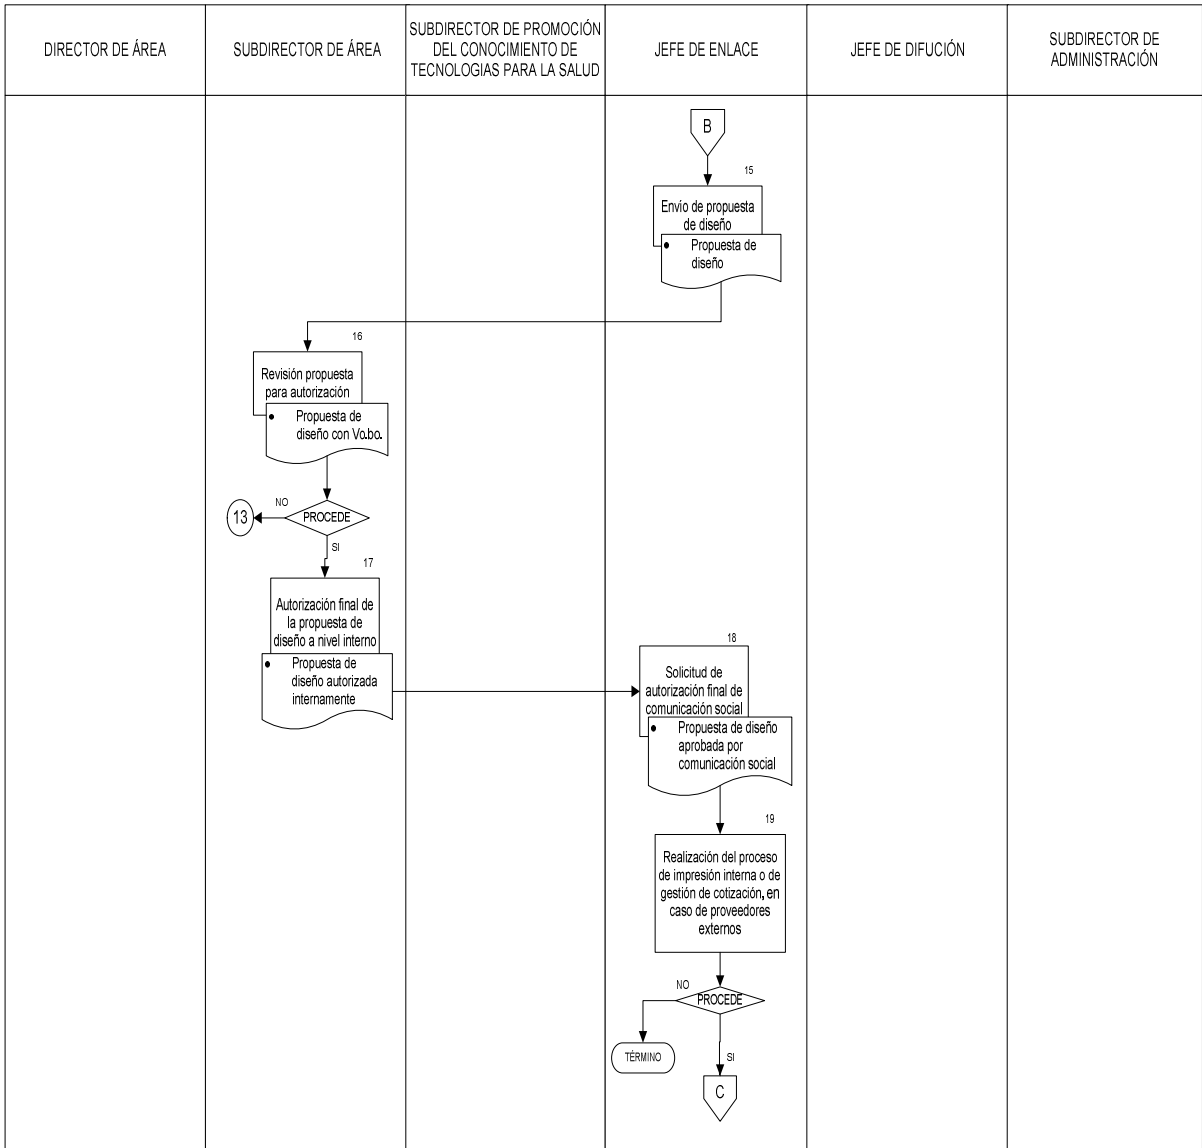 DIRECTOR DE ÁREA
SUBDIRECTOR DE ÁREA
SUBDIRECTOR DE PROMOCIÓN
DEL CONOCIMIENTO DE
TECNOLOGIAS PARA LA SALUD
JEFE DE ENLACE
JEFE DE DIFUCIÓN
SUBDIRECTOR DE
ADMINISTRACIÓN
B
15
Envío de propuesta
de diseño
• Propuesta de
diseño
16
Revisión propuesta
para autorización
• Propuesta de
diseño con Vo.bo.
13
NO
PROCEDE
SI
17
Autorización final de
la propuesta de
diseño a nivel interno
• Propuesta de
diseño autorizada
internamente
18
Solicitud de
autorización final de
comunicación social
• Propuesta de diseño
aprobada por
comunicación social
19
Realización del proceso
de impresión interna o de
gestión de cotización, en
caso de proveedores
externos
NO
PROCEDE
TÉRMINO
SI
C